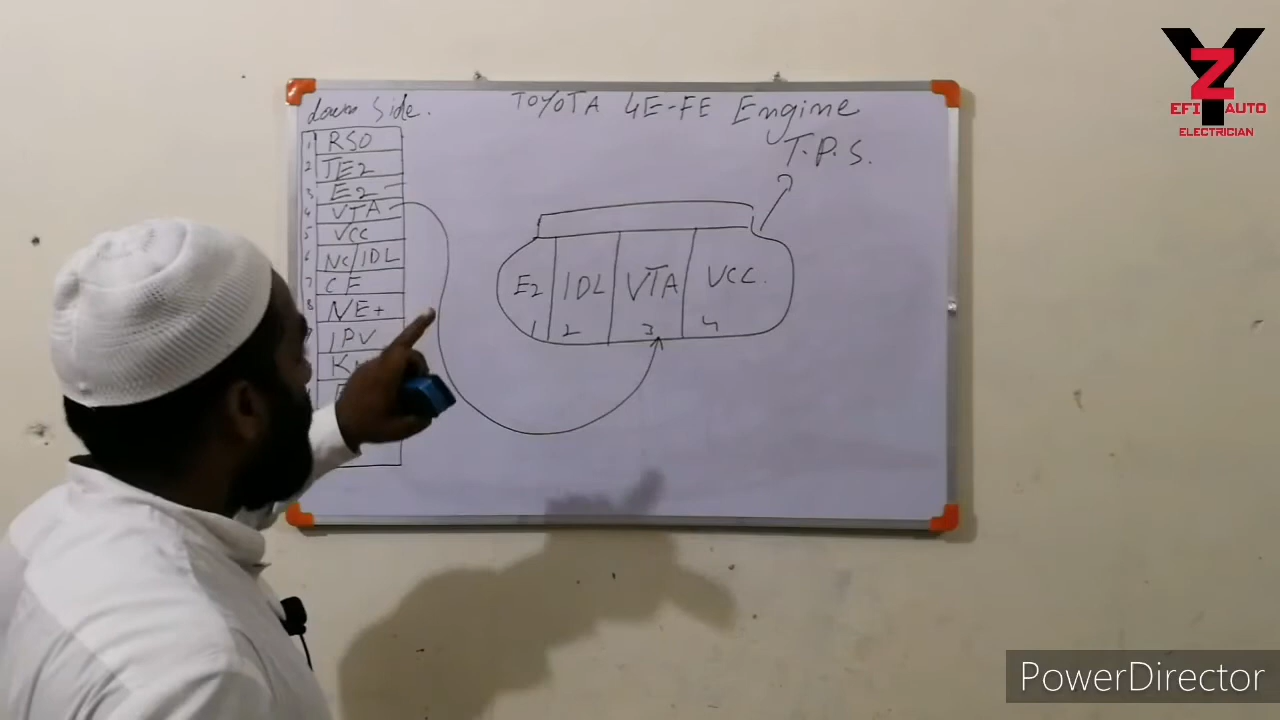 Down Side.
TOYOTA 4E-FE Engine
T.P.S.
1 RSO
2 TE2
3 E2
4 VTA
5 VCC
6 NC/IDL
7 CF
8 NE+
IPV
E2 IDL VTA VCC.
1 2 3 4
Y
Z
EFI AUTO
ELECTRICIAN
PowerDirector